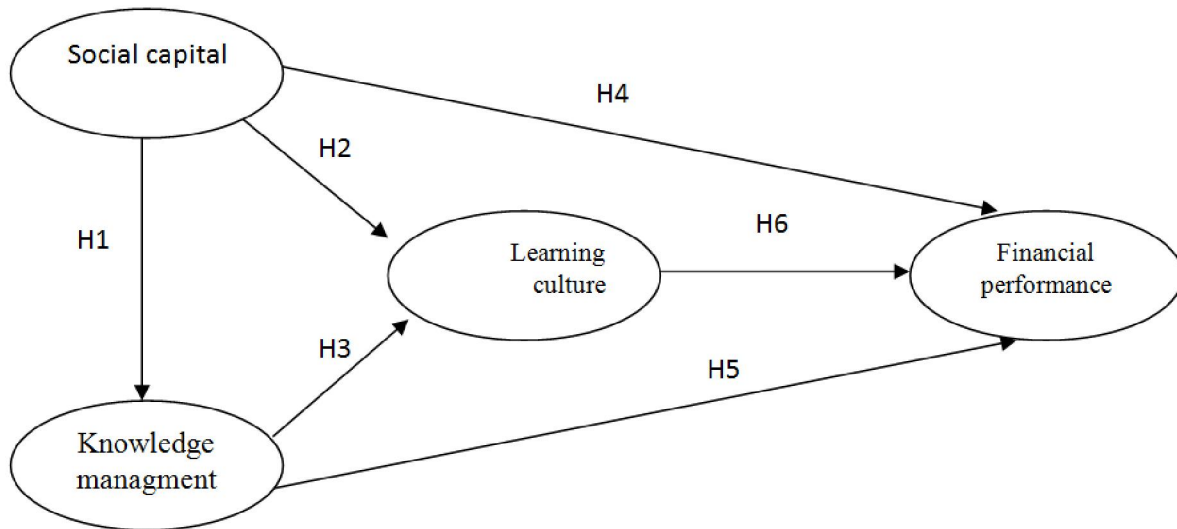 Social capital
H4
H2
H1
H6
Learning
culture
Financial
performance
H3
H5
Knowledge
managment